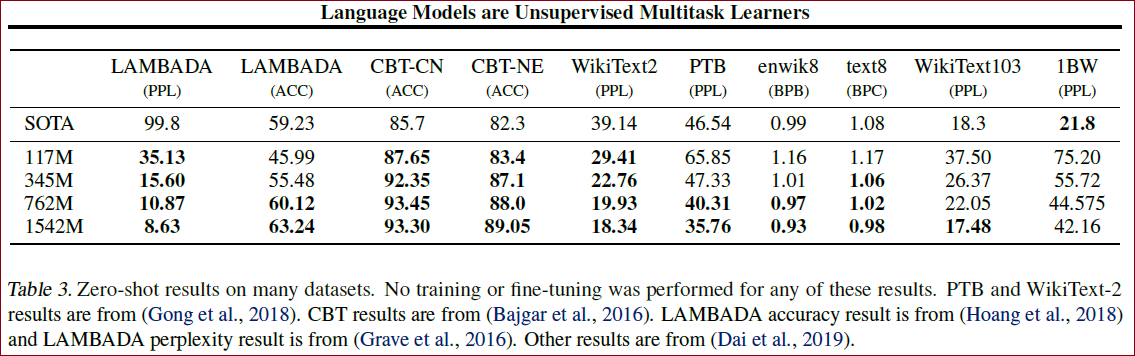 Language Models are Unsupervised Multitask Learners
LAMBADA LAMBADA CBT-CN CBT-NE WikiText2 PTB enwik8 text8 WikiText103 1BW
(PPL) (ACC) (ACC) (ACC) (PPL) (PPL) (BPB) (BPC) (PPL) (PPL)
SOTA 99.8 59.23 85.7 82.3 39.14 46.54 0.99 1.08 18.3 21.8
117M 35.13 45.99 87.65 83.4 29.41 65.85 1.16 1.17 37.50 75.20
345M 15.60 55.48 92.35 87.1 22.76 47.33 1.01 1.06 26.37 55.72
762M 10.87 60.12 93.45 88.0 19.93 40.31 0.97 1.02 22.05 44.575
1542M 8.63 63.24 93.30 89.05 18.34 35.76 0.93 0.98 17.48 42.16
Table 3. Zero-shot results on many datasets. No training or fine-tuning was performed for any of these results. PTB and WikiText-2
results are from (Gong et al., 2018). CBT results are from (Bajgar et al., 2016). LAMBADA accuracy result is from (Hoang et al., 2018)
and LAMBADA perplexity result is from (Grave et al., 2016). Other results are from (Dai et al., 2019).